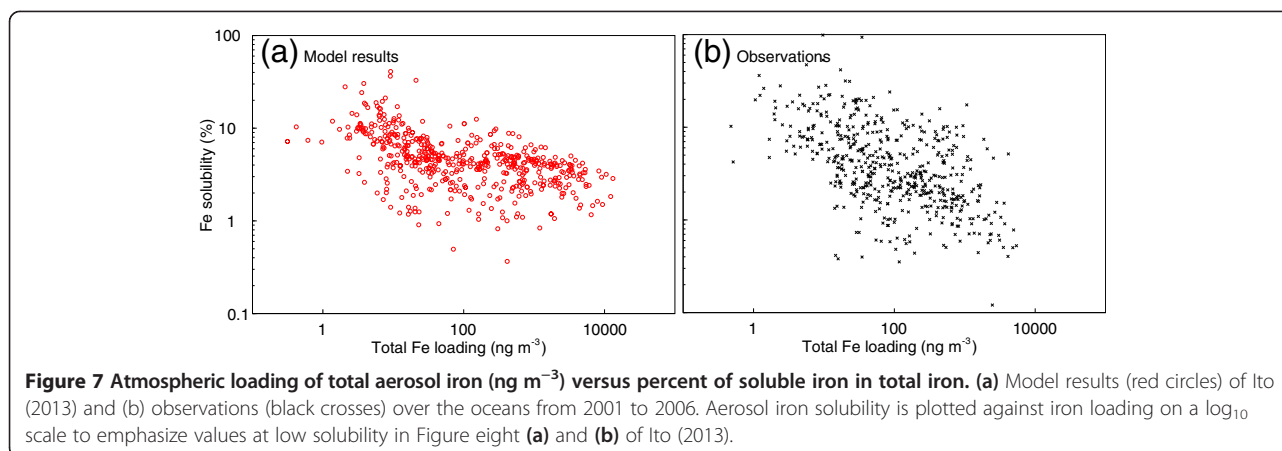 (a) Model results
(b) Observations
100
10
1
0.1
Fe solubility (%)
1
100
10000
Total Fe loading (ng m⁻³)
1
100
10000
Total Fe loading (ng m⁻³)
Figure 7 Atmospheric loading of total aerosol iron (ng m⁻³) versus percent of soluble iron in total iron. (a) Model results (red circles) of Ito
(2013) and (b) observations (black crosses) over the oceans from 2001 to 2006. Aerosol iron solubility is plotted against iron loading on a log₁₀
scale to emphasize values at low solubility in Figure eight (a) and (b) of Ito (2013).